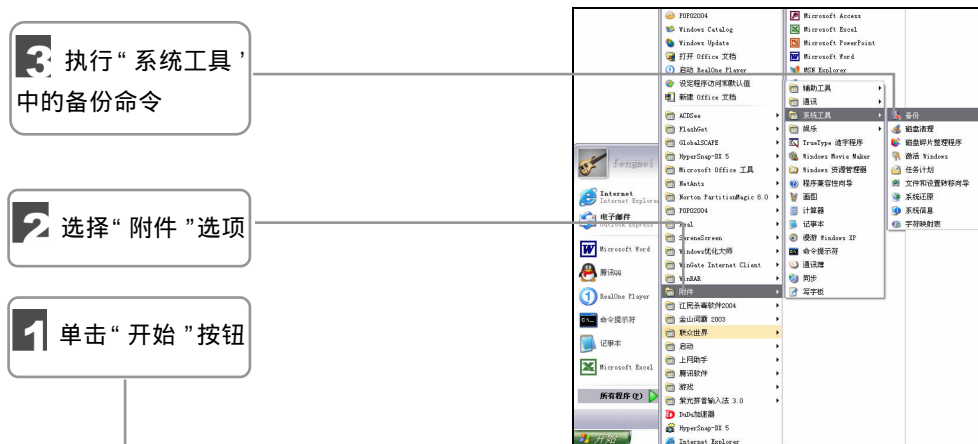 3 执行“系统工具’
中的备份命令
2 选择“附件”选项
1 单击“开始”按钮
fengmei
Internet
Internet Explorer
电子邮件
Outlook Express
Microsoft Word
腾讯QQ
RealOne Player
命令提示符
记事本
Microsoft Excel
所有程序(P)
开始
POPO2004
Windows Catalog
Windows Update
打开 Office 文档
启动 RealOne Player
设定程序访问和默认值
新建 Office 文档
ACDSee
FlashGet
GlobalSCAPE
HyperSnap-DX 5
Microsoft Office 工具
NetAnts
Norton PartitionMagic 8.0
POPO2004
Real
SereneScreen
Windows优化大师
WinGate Internet Client
WinRAR
附件
江民杀毒软件2004
金山词霸 2003
联众世界
启动
上网助手
腾讯软件
游戏
紫光拼音输入法 3.0
DuDu加速器
HyperSnap-DX 5
Internet Explorer
Microsoft Access
Microsoft Excel
Microsoft PowerPoint
Microsoft Word
MSN Explorer
辅助工具
通讯
系统工具
娱乐
TrueType 造字程序
Windows Movie Maker
Windows 资源管理器
程序兼容性向导
画图
计算器
记事本
漫游 Windows XP
命令提示符
通讯簿
同步
写字板
备份
磁盘清理
磁盘碎片整理程序
激活 Windows
任务计划
文件和设置转移向导
系统还原
系统信息
字符映射表